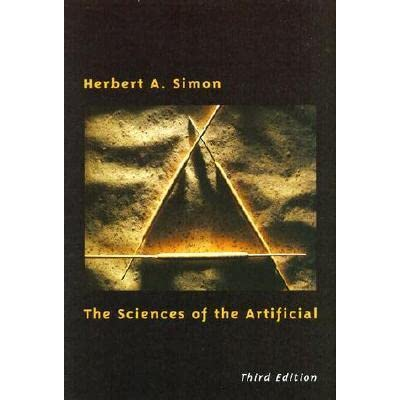 Herbert A. Simon
The Sciences of the Artificial
Third Edition